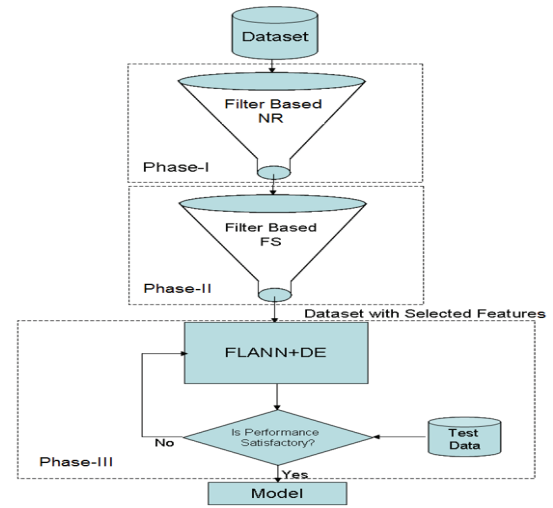 Dataset
Filter Based
NR
Phase-I
Filter Based
FS
Phase-II
Dataset with Selected Features
FLANN+DE
Is Performance
Satisfactory?
No
Test
Data
Phase-III
Yes
Model